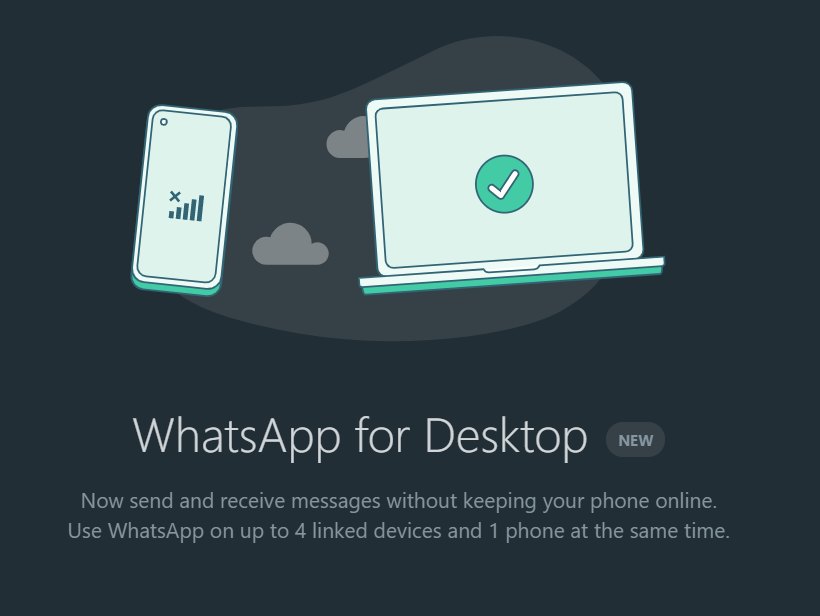 WhatsApp for Desktop NEW
Now send and receive messages without keeping your phone online.
Use WhatsApp on up to 4 linked devices and 1 phone at the same time.